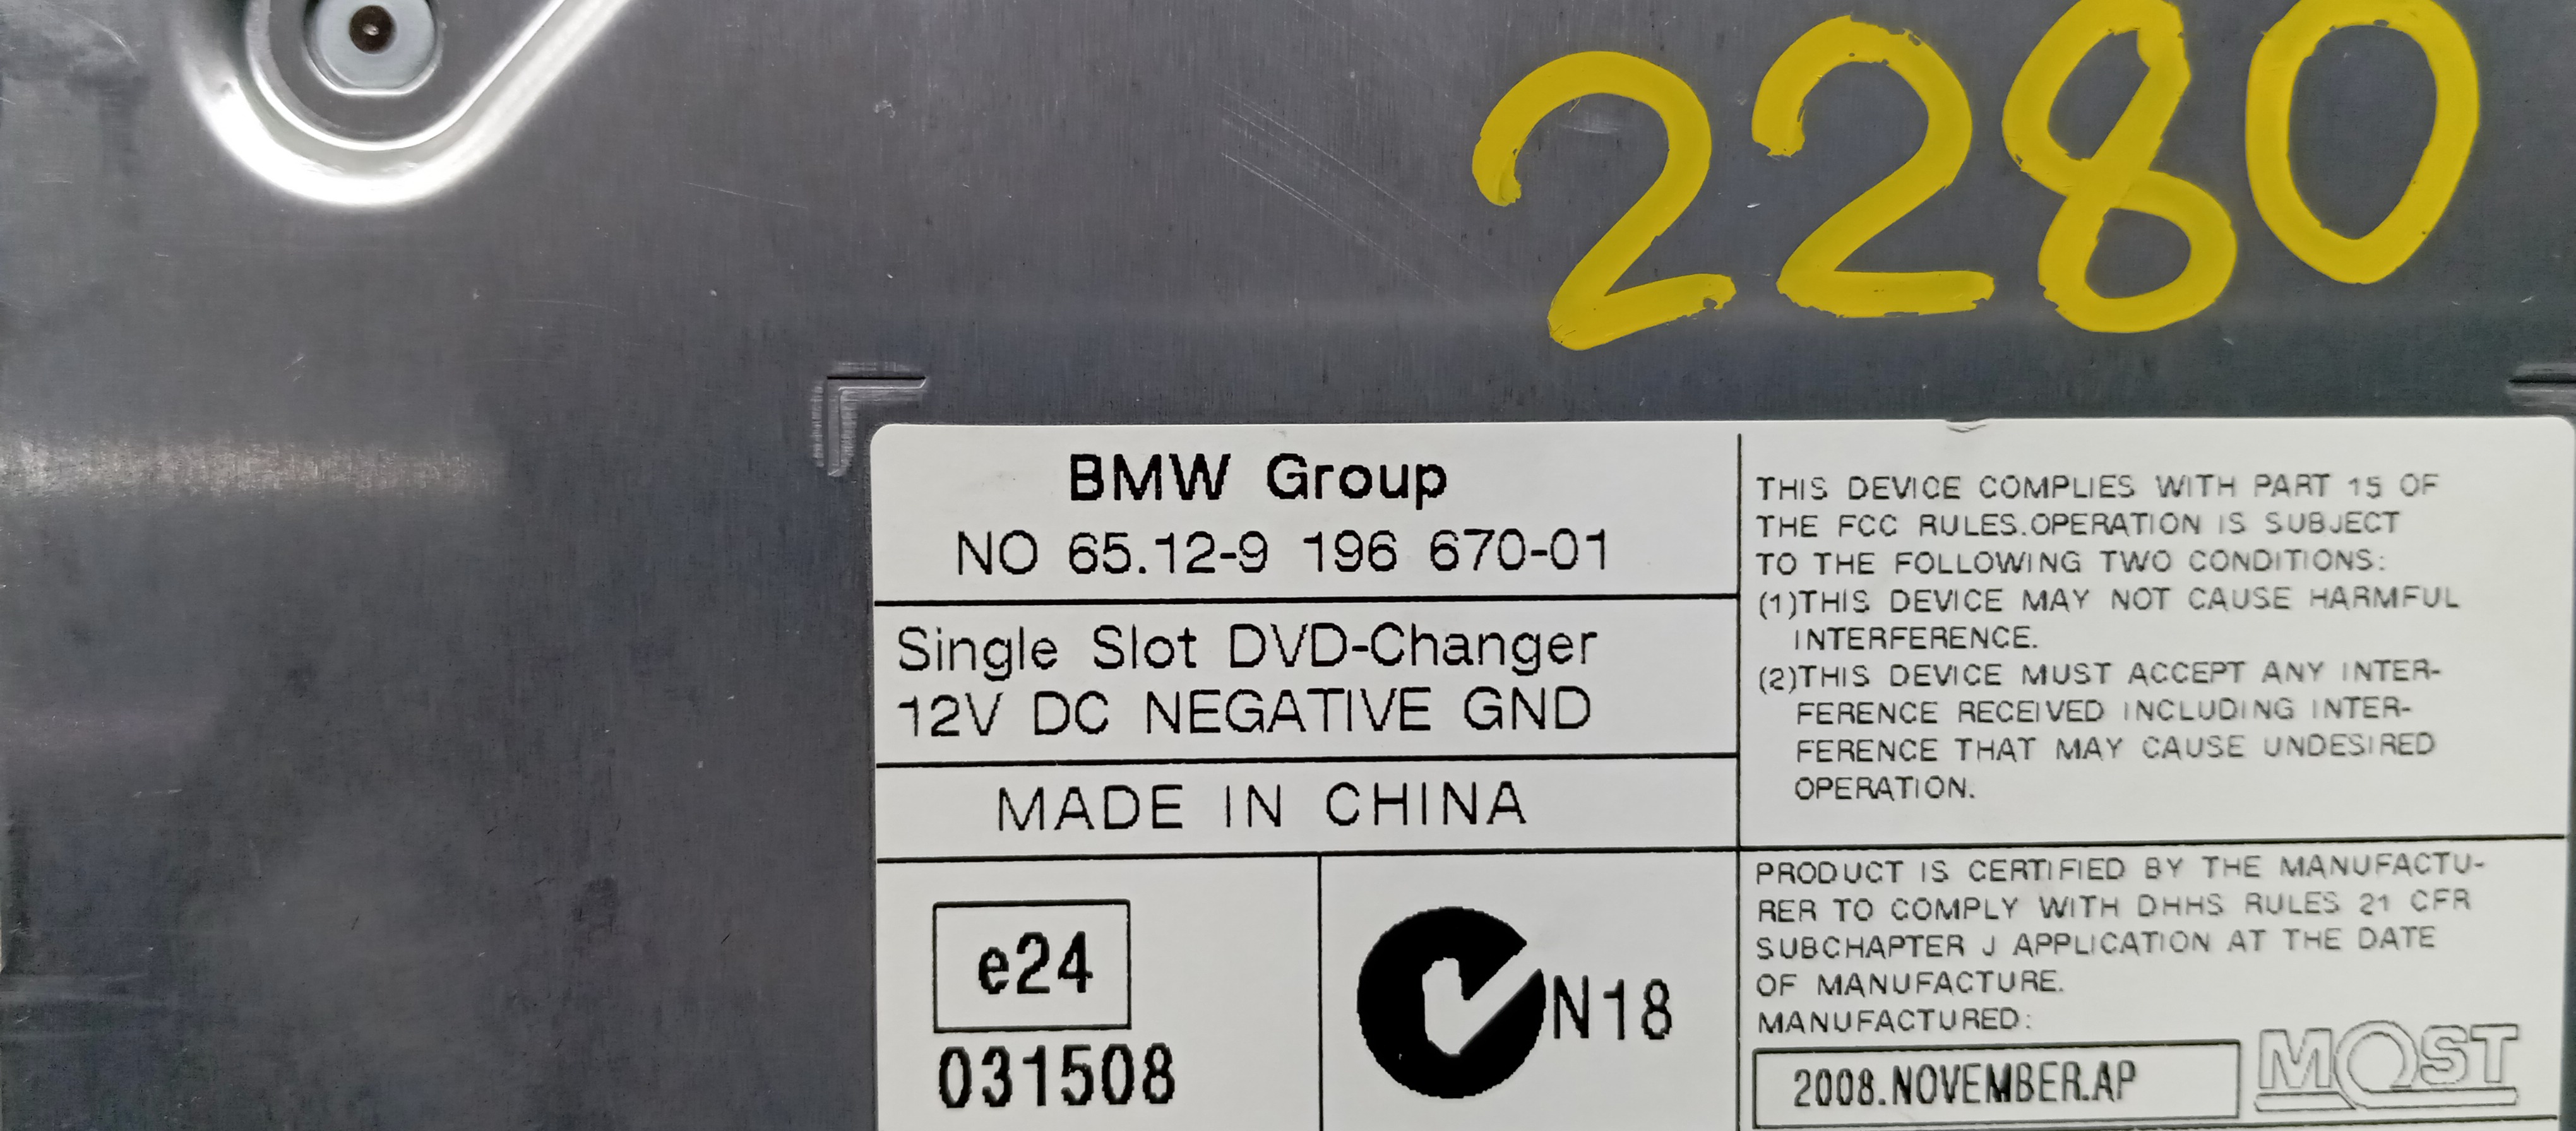 2280
BMW Group
NO 65.12-9 196 670-01
Single Slot DVD-Changer
12V DC NEGATIVE GND
MADE IN CHINA
e24
031508
N18
THIS DEVICE COMPLIES WITH PART 15 OF
THE FCC RULES.OPERATION IS SUBJECT
TO THE FOLLOWING TWO CONDITIONS:
(1)THIS DEVICE MAY NOT CAUSE HARMFUL
INTERFERENCE.
(2)THIS DEVICE MUST ACCEPT ANY INTER-
FERENCE RECEIVED INCLUDING INTER-
FERENCE THAT MAY CAUSE UNDESIRED
OPERATION.
PRODUCT IS CERTIFIED BY THE MANUFACTU-
RER TO COMPLY WITH DHHS RULES 21 CFR
SUBCHAPTER J APPLICATION AT THE DATE
OF MANUFACTURE.
MANUFACTURED:
2008.NOVEMBER.AP
MOST